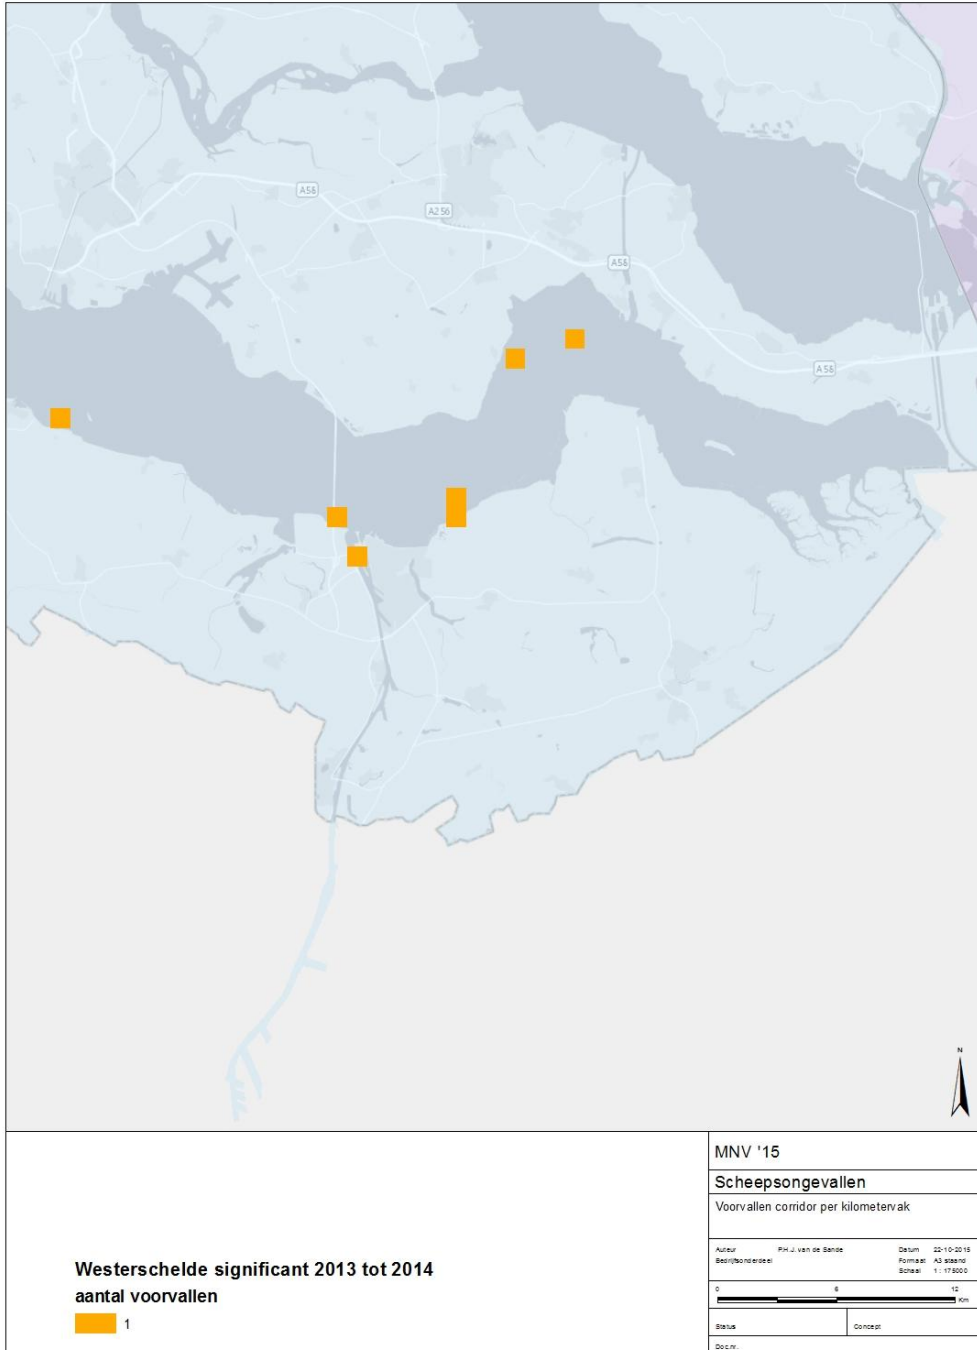 A58
A256
A58
A58
N
MNV '15
Scheepsongevallen
Voorvallen corridor per kilometervak
Auteur P.H.J. van de Sande Datum 22-10-2015
Bedrijfsonderdeel Formaat A3 staand
Schaal 1 : 175000
0 6 12
Km
Status Concept
Doc.nr.
Westerschelde significant 2013 tot 2014
aantal voorvallen
1